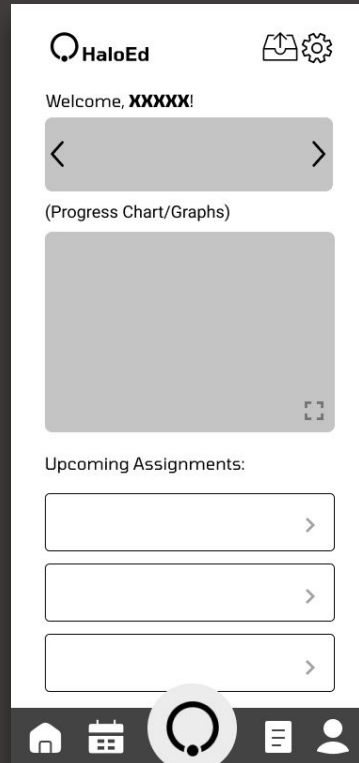 HaloEd
Welcome, XXXXX!
(Progress Chart/Graphs)
Upcoming Assignments: